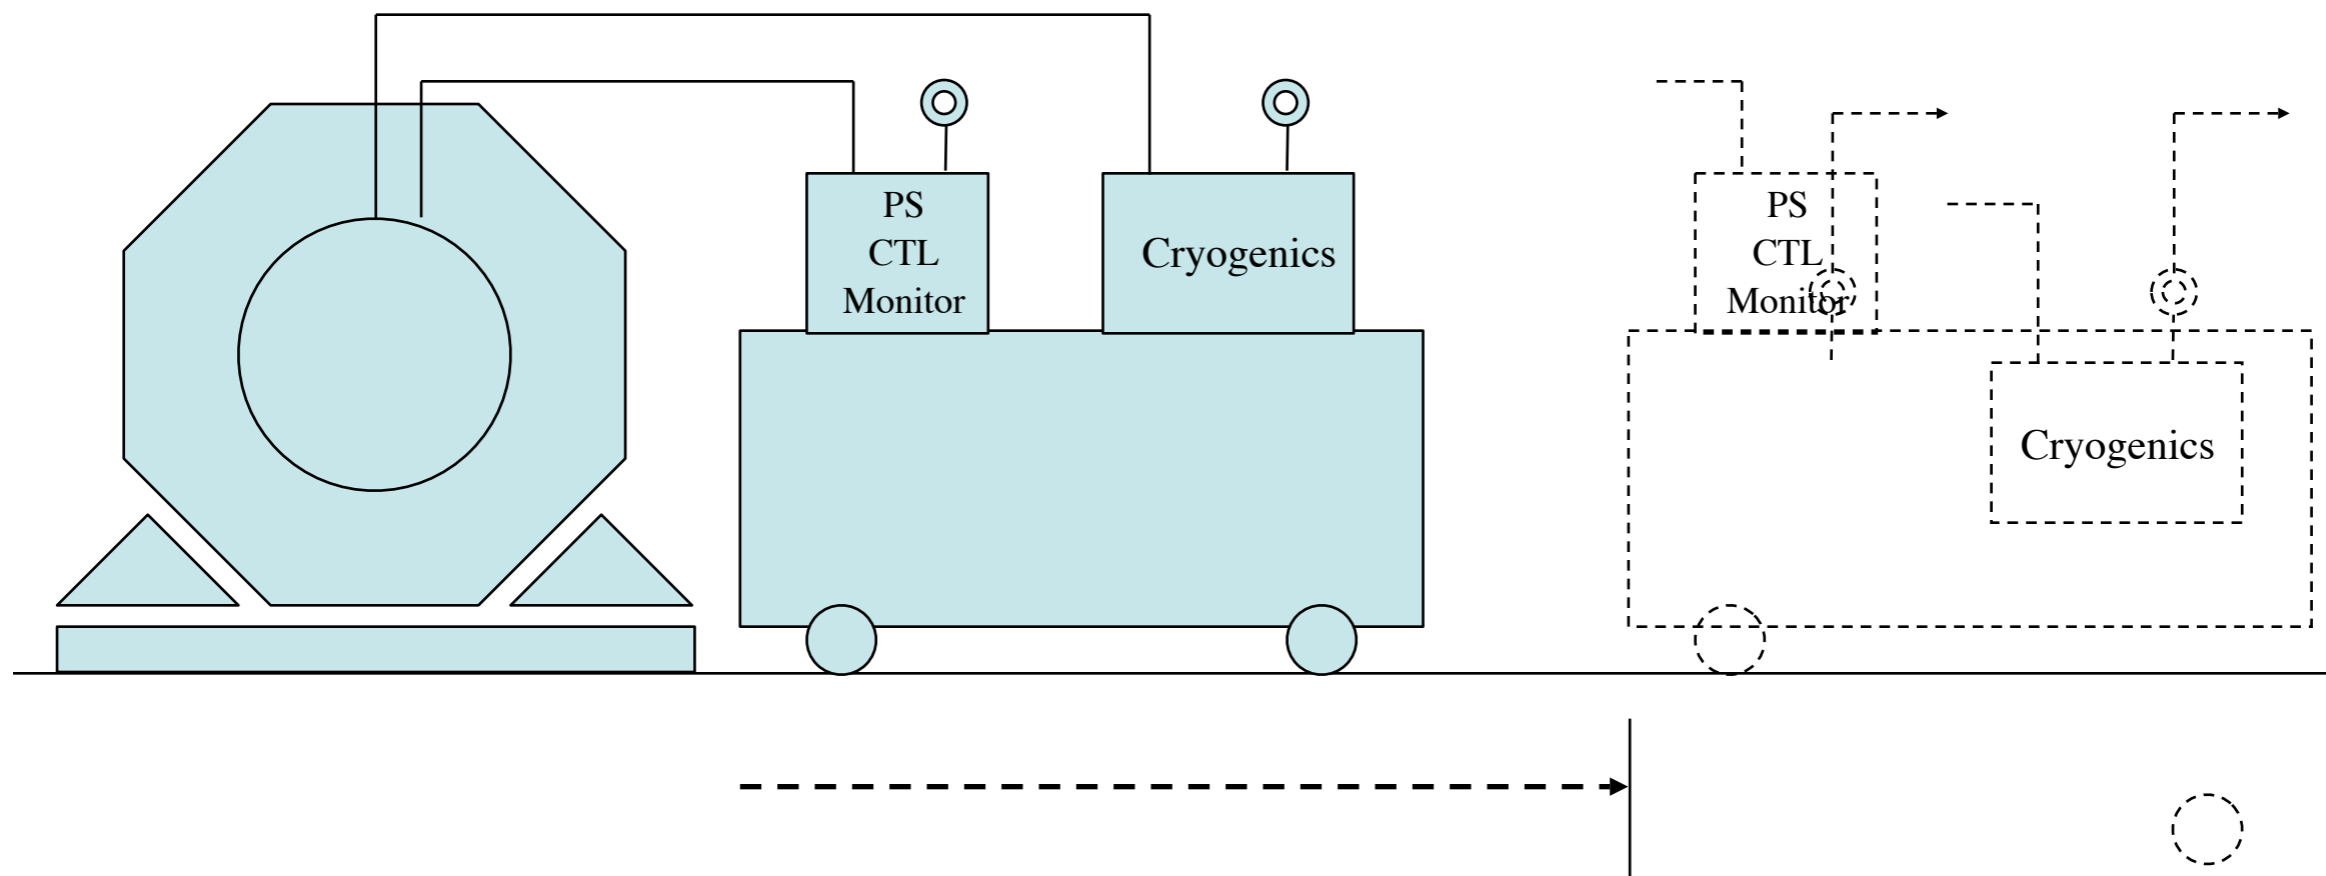 PS
CTL
Monitor
Cryogenics
PS
CTL
Monitor
Cryogenics